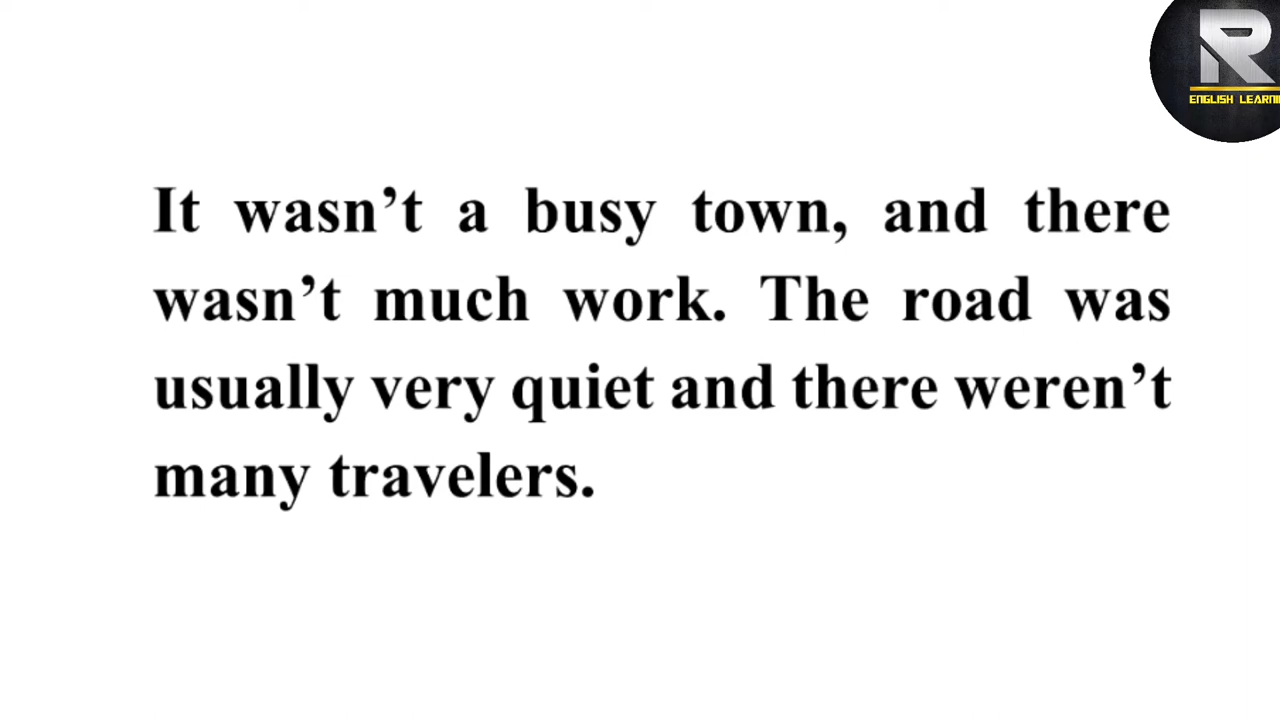 R
ENGLISH LEARNIN
It wasn’t a busy town, and there
wasn’t much work. The road was
usually very quiet and there weren’t
many travelers.